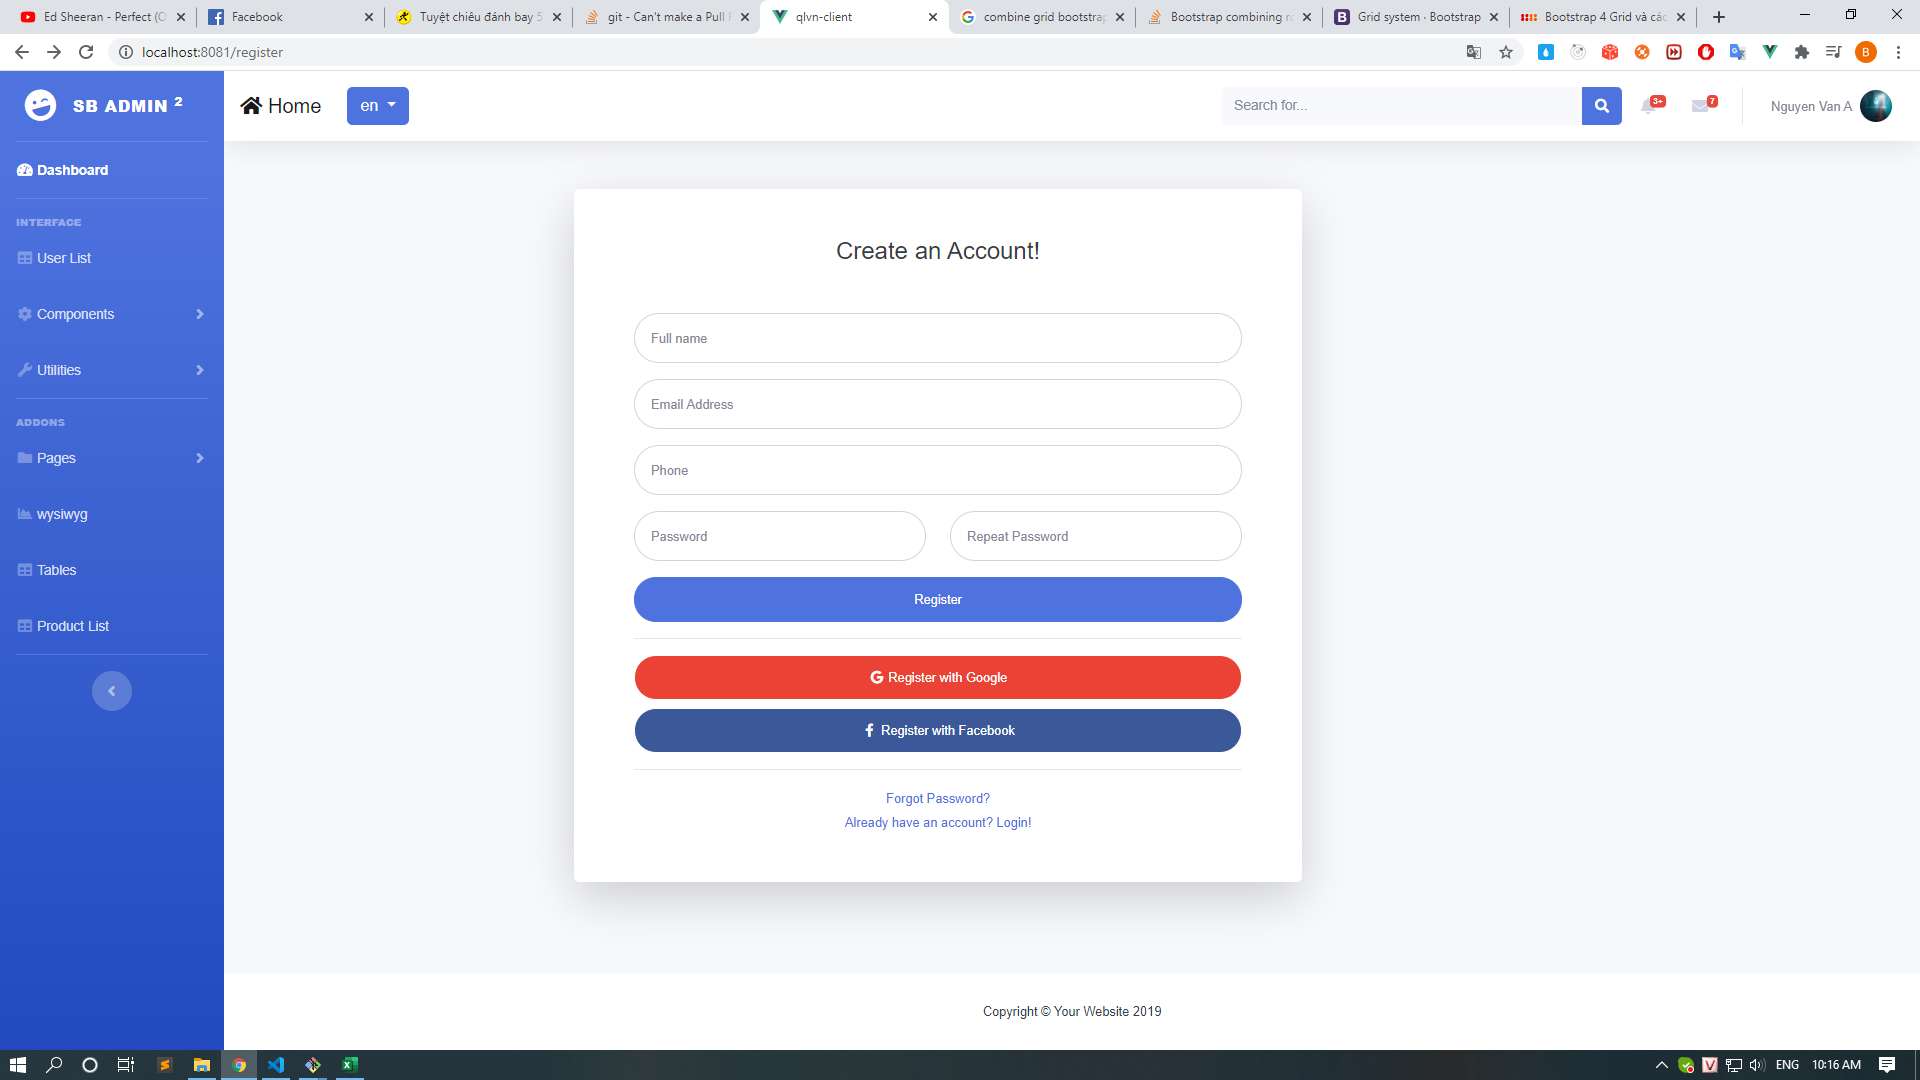 Ed Sheeran - Perfect (O
Facebook
Tuyệt chiêu đánh bay 5
git - Can't make a Pull
qlvn-client
combine grid bootstrap
Bootstrap combining ro
Grid system · Bootstrap
Bootstrap 4 Grid và các
localhost:8081/register
B
SB ADMIN 2
Home
en
Search for...
3+
7
Nguyen Van A
Dashboard
INTERFACE
User List
Components
Utilities
ADDONS
Pages
wysiwyg
Tables
Product List
Create an Account!
Full name
Email Address
Phone
Password
Repeat Password
Register
Register with Google
Register with Facebook
Forgot Password?
Already have an account? Login!
Copyright © Your Website 2019
ENG
10:16 AM